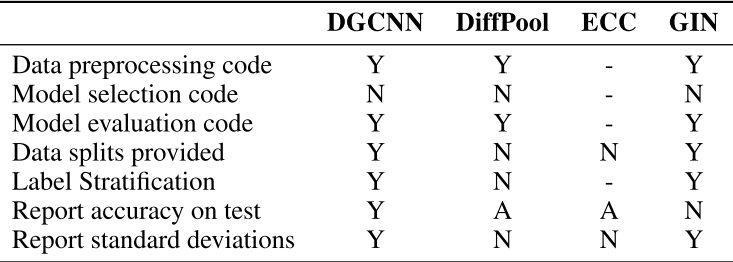 DGCNN DiffPool ECC GIN
Data preprocessing code Y Y - Y
Model selection code N N - N
Model evaluation code Y Y - Y
Data splits provided Y N N Y
Label Stratification Y N - Y
Report accuracy on test Y A A N
Report standard deviations Y N N Y